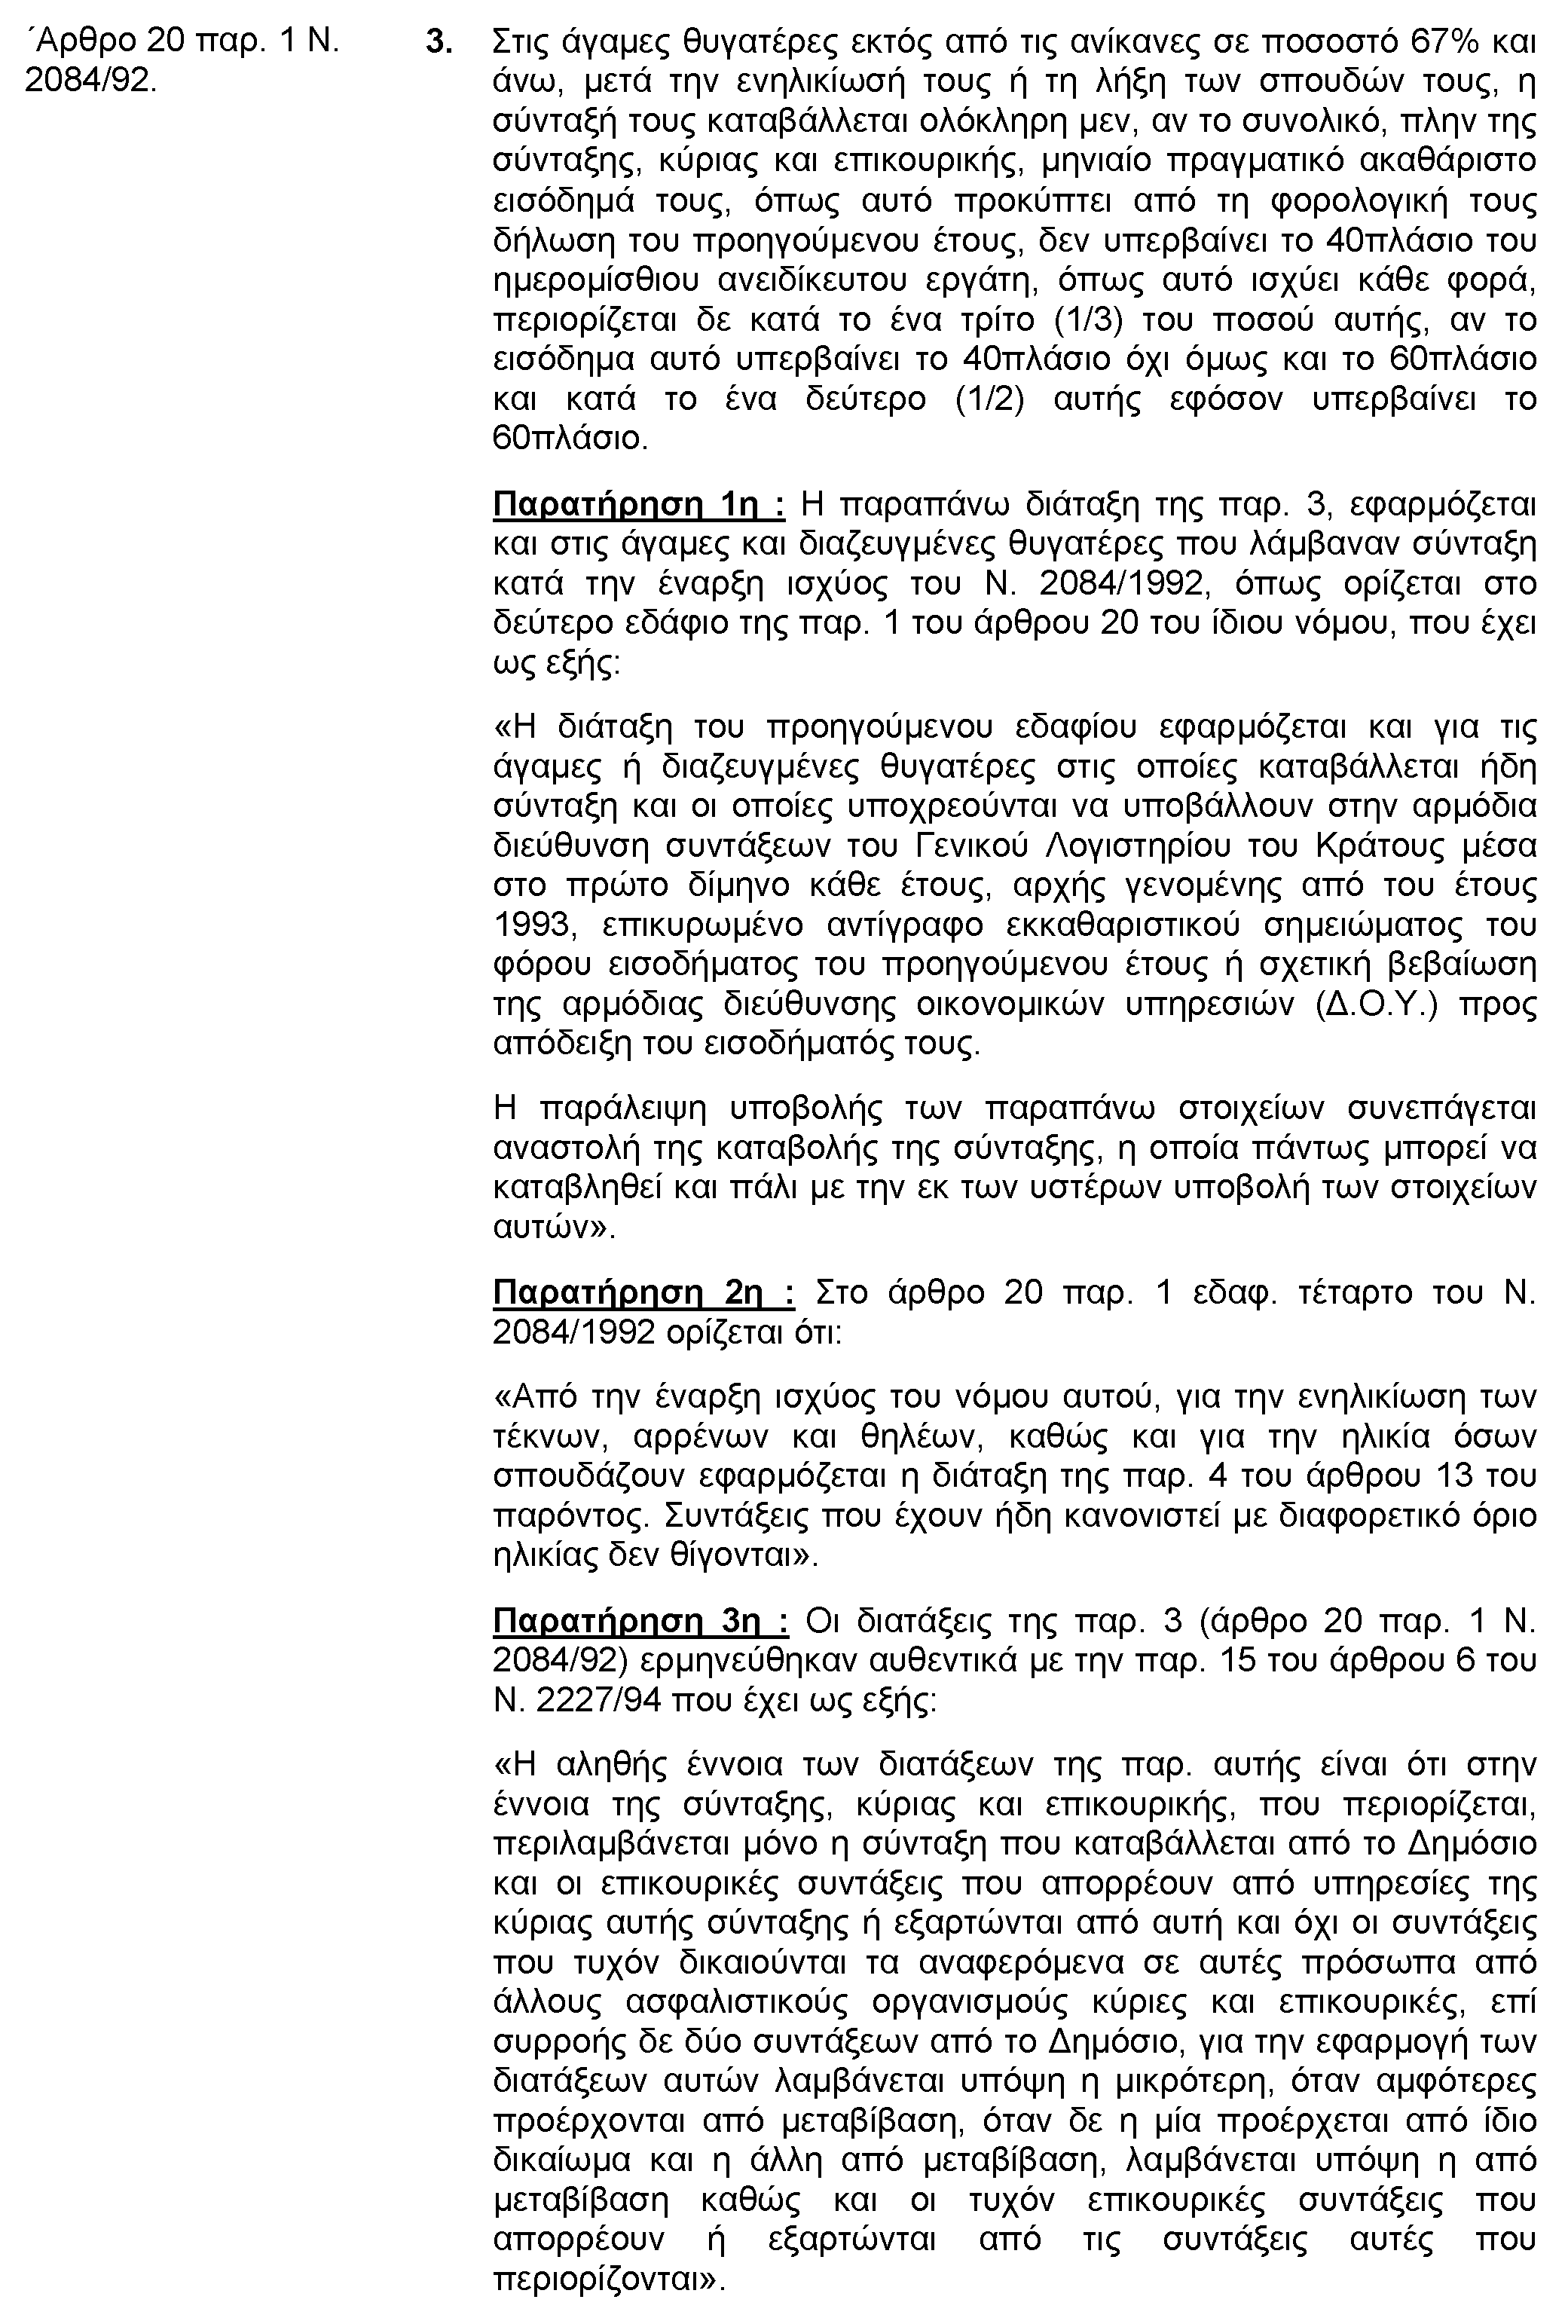 Άρθρο 20 παρ. 1 Ν.
2084/92.
3. Στις άγαμες θυγατέρες εκτός από τις ανίκανες σε ποσοστό 67% και
άνω, μετά την ενηλικίωσή τους ή τη λήξη των σπουδών τους, η
σύνταξή τους καταβάλλεται ολόκληρη μεν, αν το συνολικό, πλην της
σύνταξης, κύριας και επικουρικής, μηνιαίο πραγματικό ακαθάριστο
εισόδημά τους, όπως αυτό προκύπτει από τη φορολογική τους
δήλωση του προηγούμενου έτους, δεν υπερβαίνει το 40πλάσιο του
ημερομίσθιου ανειδίκευτου εργάτη, όπως αυτό ισχύει κάθε φορά,
περιορίζεται δε κατά το ένα τρίτο (1/3) του ποσού αυτής, αν το
εισόδημα αυτό υπερβαίνει το 40πλάσιο όχι όμως και το 60πλάσιο
και κατά το ένα δεύτερο (1/2) αυτής εφόσον υπερβαίνει το
60πλάσιο.
Παρατήρηση 1η : Η παραπάνω διάταξη της παρ. 3, εφαρμόζεται
και στις άγαμες και διαζευγμένες θυγατέρες που λάμβαναν σύνταξη
κατά την έναρξη ισχύος του Ν. 2084/1992, όπως ορίζεται στο
δεύτερο εδάφιο της παρ. 1 του άρθρου 20 του ίδιου νόμου, που έχει
ως εξής:
«Η διάταξη του προηγούμενου εδαφίου εφαρμόζεται και για τις
άγαμες ή διαζευγμένες θυγατέρες στις οποίες καταβάλλεται ήδη
σύνταξη και οι οποίες υποχρεούνται να υποβάλλουν στην αρμόδια
διεύθυνση συντάξεων του Γενικού Λογιστηρίου του Κράτους μέσα
στο πρώτο δίμηνο κάθε έτους, αρχής γενομένης από του έτους
1993, επικυρωμένο αντίγραφο εκκαθαριστικού σημειώματος του
φόρου εισοδήματος του προηγούμενου έτους ή σχετική βεβαίωση
της αρμόδιας διεύθυνσης οικονομικών υπηρεσιών (Δ.Ο.Υ.) προς
απόδειξη του εισοδήματός τους.
Η παράλειψη υποβολής των παραπάνω στοιχείων συνεπάγεται
αναστολή της καταβολής της σύνταξης, η οποία πάντως μπορεί να
καταβληθεί και πάλι με την εκ των υστέρων υποβολή των στοιχείων
αυτών».
Παρατήρηση 2η : Στο άρθρο 20 παρ. 1 εδαφ. τέταρτο του Ν.
2084/1992 ορίζεται ότι:
«Από την έναρξη ισχύος του νόμου αυτού, για την ενηλικίωση των
τέκνων, αρρένων και θηλέων, καθώς και για την ηλικία όσων
σπουδάζουν εφαρμόζεται η διάταξη της παρ. 4 του άρθρου 13 του
παρόντος. Συντάξεις που έχουν ήδη κανονιστεί με διαφορετικό όριο
ηλικίας δεν θίγονται».
Παρατήρηση 3η : Οι διατάξεις της παρ. 3 (άρθρο 20 παρ. 1 Ν.
2084/92) ερμηνεύθηκαν αυθεντικά με την παρ. 15 του άρθρου 6 του
Ν. 2227/94 που έχει ως εξής:
«Η αληθής έννοια των διατάξεων της παρ. αυτής είναι ότι στην
έννοια της σύνταξης, κύριας και επικουρικής, που περιορίζεται,
περιλαμβάνεται μόνο η σύνταξη που καταβάλλεται από το Δημόσιο
και οι επικουρικές συντάξεις που απορρέουν από υπηρεσίες της
κύριας αυτής σύνταξης ή εξαρτώνται από αυτή και όχι οι συντάξεις
που τυχόν δικαιούνται τα αναφερόμενα σε αυτές πρόσωπα από
άλλους ασφαλιστικούς οργανισμούς κύριες και επικουρικές, επί
συρροής δε δύο συντάξεων από το Δημόσιο, για την εφαρμογή των
διατάξεων αυτών λαμβάνεται υπόψη η μικρότερη, όταν αμφότερες
προέρχονται από μεταβίβαση, όταν δε η μία προέρχεται από ίδιο
δικαίωμα και η άλλη από μεταβίβαση, λαμβάνεται υπόψη η από
μεταβίβαση καθώς και οι τυχόν επικουρικές συντάξεις που
απορρέουν ή εξαρτώνται από τις συντάξεις αυτές που
περιορίζονται».